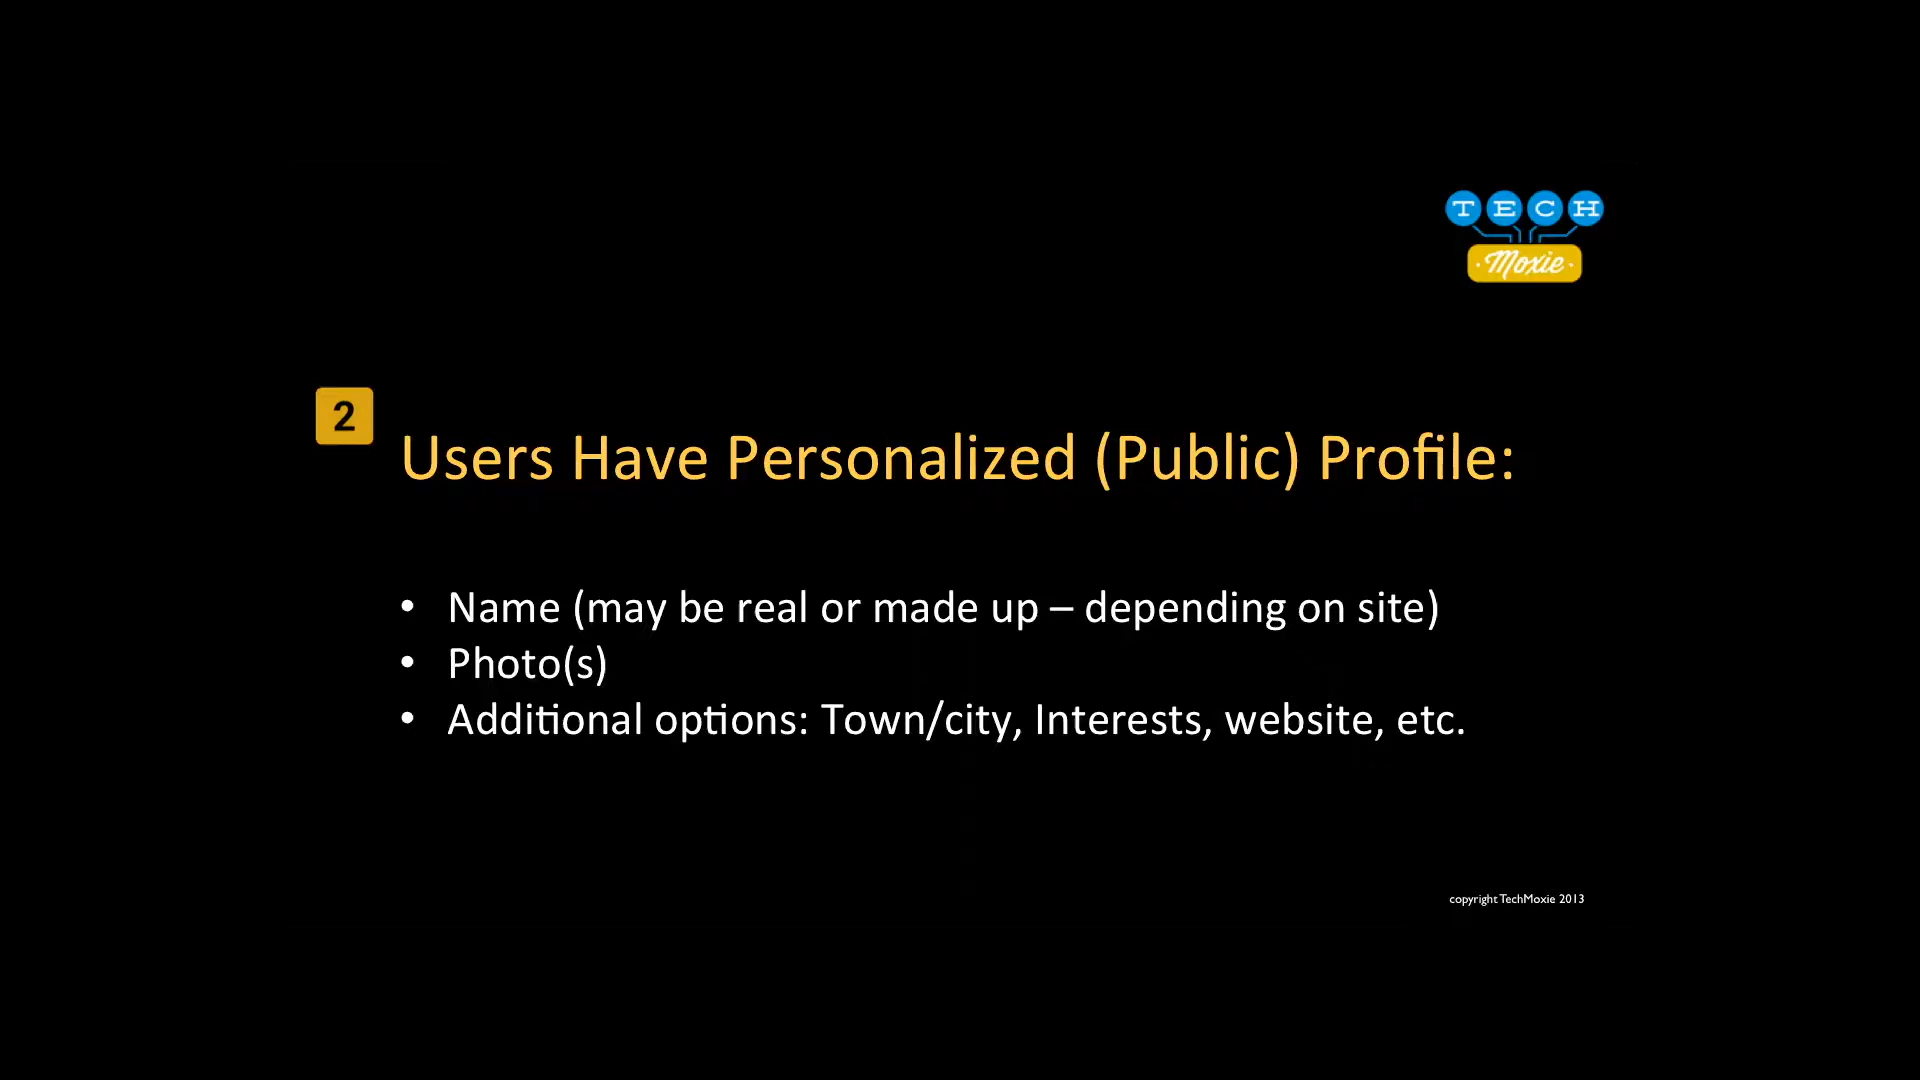 TECH
Moxie
2
Users Have Personalized (Public) Profile:
• Name (may be real or made up – depending on site)
• Photo(s)
• Additional options: Town/city, Interests, website, etc.
copyright TechMoxie 2013